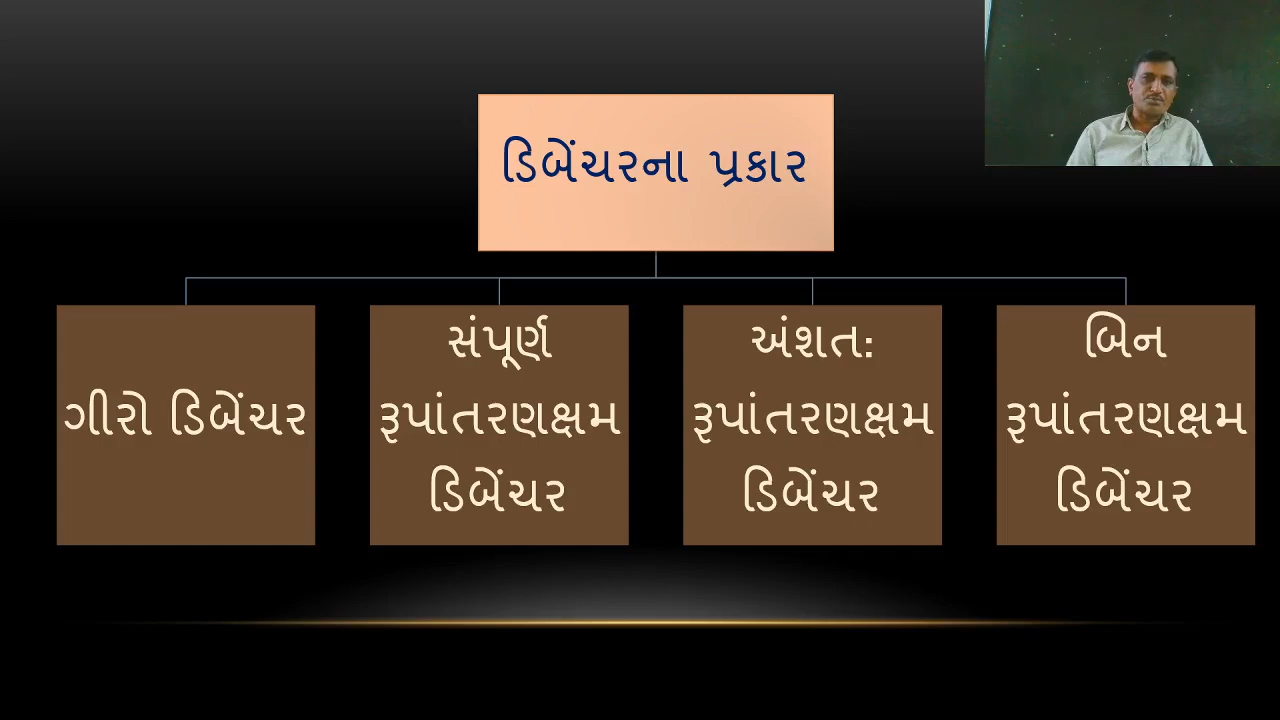 ડિબેંચરના પ્રકાર
ગીરો ડિબેંચર
સંપૂર્ણ
રૂપાંતરણક્ષમ
ડિબેંચર
અંશત:
રૂપાંતરણક્ષમ
ડિબેંચર
બિન
રૂપાંતરણક્ષમ
ડિબેંચર